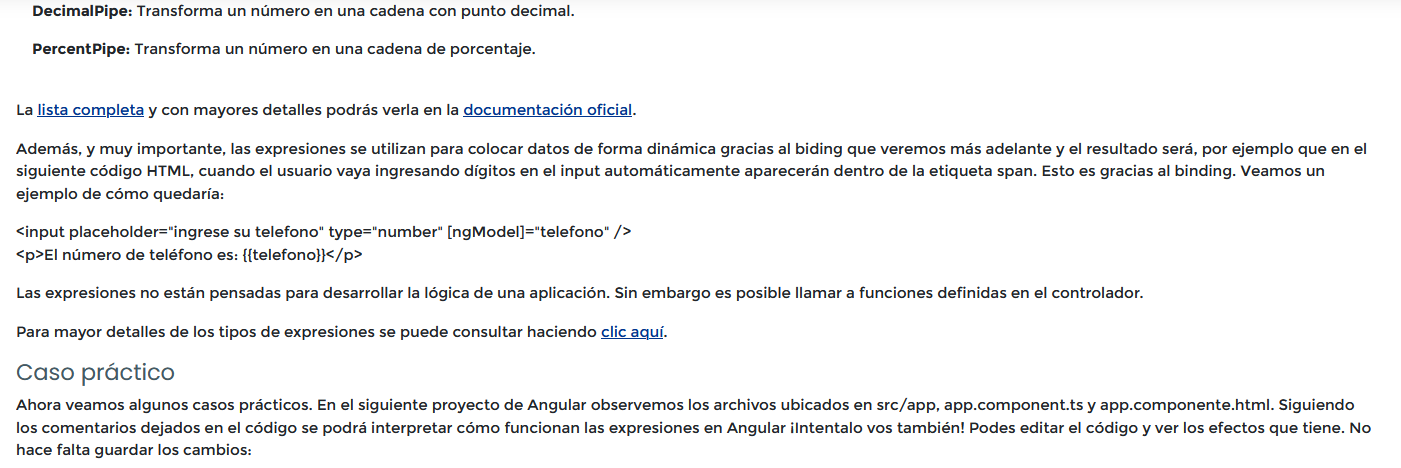 DecimalPipe: Transforma un número en una cadena con punto decimal.
PercentPipe: Transforma un número en una cadena de porcentaje.
La lista completa y con mayores detalles podrás verla en la documentación oficial.
Además, y muy importante, las expresiones se utilizan para colocar datos de forma dinámica gracias al biding que veremos más adelante y el resultado será, por ejemplo que en el
siguiente código HTML, cuando el usuario vaya ingresando dígitos en el input automáticamente aparecerán dentro de la etiqueta span. Esto es gracias al binding. Veamos un
ejemplo de cómo quedaría:
<input placeholder="ingrese su telefono" type="number" [ngModel]="telefono" />
<p>El número de teléfono es: {{telefono}}</p>
Las expresiones no están pensadas para desarrollar la lógica de una aplicación. Sin embargo es posible llamar a funciones definidas en el controlador.
Para mayor detalles de los tipos de expresiones se puede consultar haciendo clic aquí.
Caso práctico
Ahora veamos algunos casos prácticos. En el siguiente proyecto de Angular observemos los archivos ubicados en src/app, app.component.ts y app.componente.html. Siguiendo
los comentarios dejados en el código se podrá interpretar cómo funcionan las expresiones en Angular ¡Intentalo vos también! Podes editar el código y ver los efectos que tiene. No
hace falta guardar los cambios: